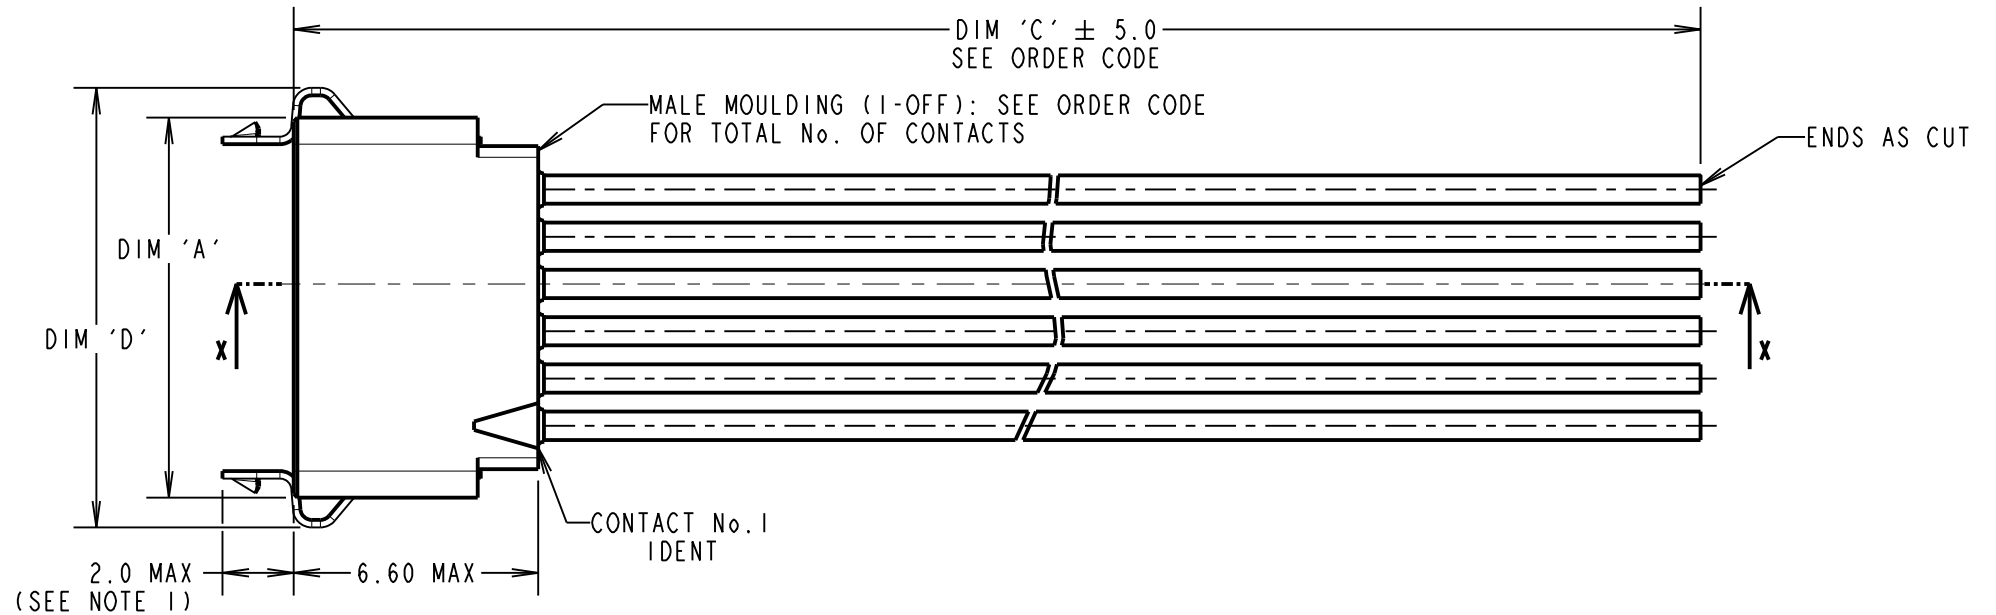 DIM 'C' ± 5.0
SEE ORDER CODE
MALE MOULDING (1-OFF): SEE ORDER CODE
FOR TOTAL No. OF CONTACTS
ENDS AS CUT
DIM 'A'
DIM 'D'
X
X
CONTACT No.1
IDENT
2.0 MAX
(SEE NOTE 1)
6.60 MAX